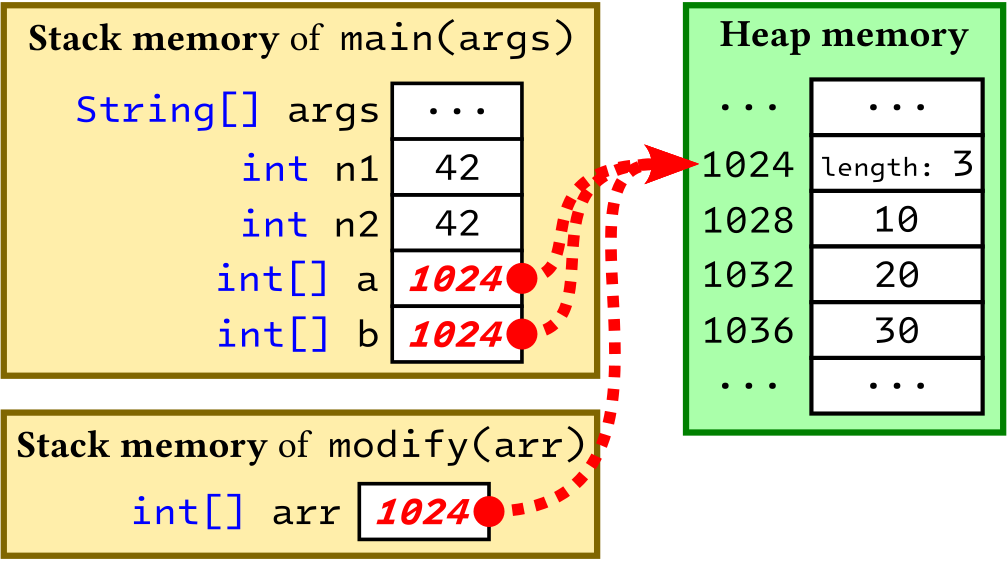 Stack memory of main(args)
String[] args ...
int n1 42
int n2 42
int[] a 1024
int[] b 1024
Stack memory of modify(arr)
int[] arr 1024
Heap memory
... ...
1024 length: 3
1028 10
1032 20
1036 30
... ...